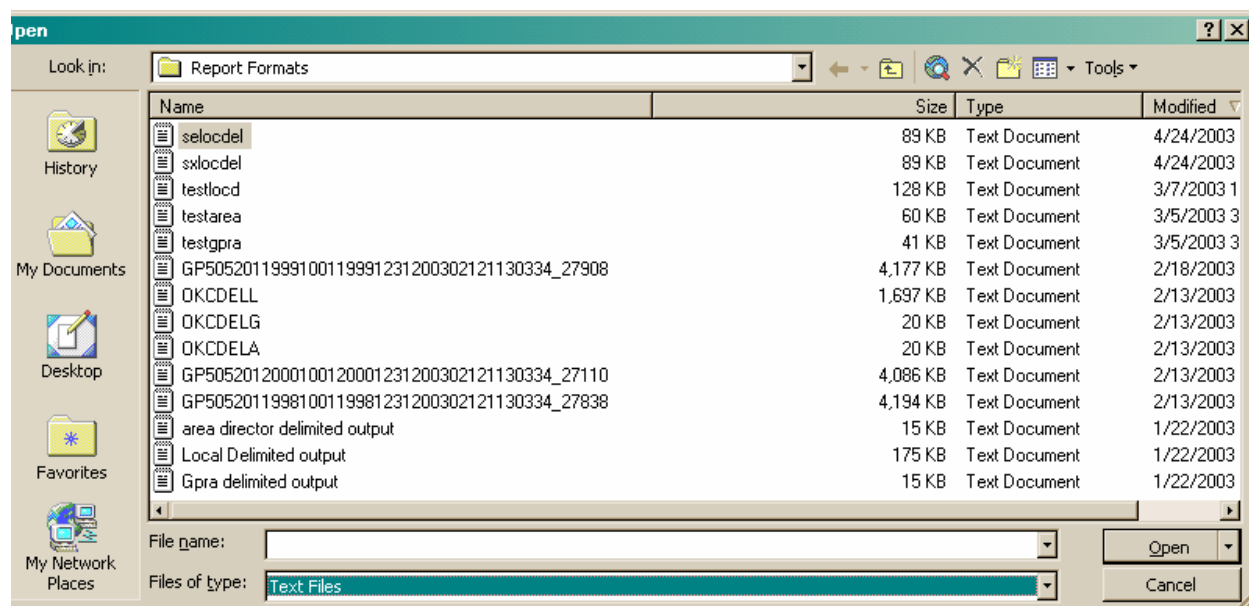 pen
Look in: Report Formats Tools
History
My Documents
Desktop
Favorites
My Network Places
Name Size Type Modified
selocdel 89 KB Text Document 4/24/2003
sxlocdel 89 KB Text Document 4/24/2003
testlocd 128 KB Text Document 3/7/2003 1
testarea 60 KB Text Document 3/5/2003 3
testgpra 41 KB Text Document 3/5/2003 3
GP505201199910011999123120030212113034_27908 4,177 KB Text Document 2/18/2003
OKCDELL 1,697 KB Text Document 2/13/2003
OKCDELG 20 KB Text Document 2/13/2003
OKCDELA 20 KB Text Document 2/13/2003
GP5052012000100120001231200302121130334_27110 4,086 KB Text Document 2/13/2003
GP5052011998100119981231200302121130334_27838 4,194 KB Text Document 2/13/2003
area director delimited output 15 KB Text Document 1/22/2003
Local Delimited output 175 KB Text Document 1/22/2003
Gpra delimited output 15 KB Text Document 1/22/2003
File name: Open
Files of type: Text Files Cancel